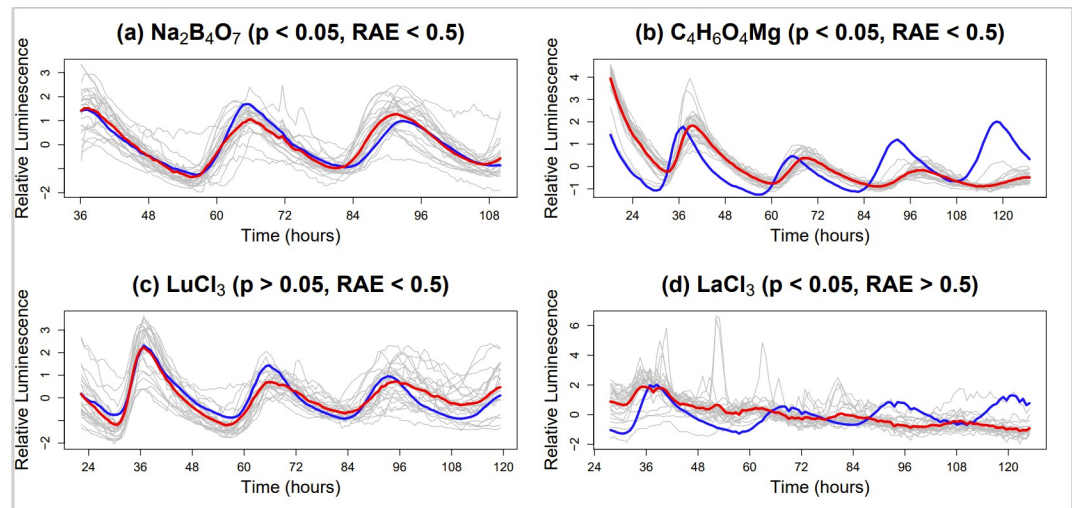 (a) Na₂B₄O₇ (p < 0.05, RAE < 0.5)
Relative Luminescence
3
2
1
0
-2
36 48 60 72 84 96 108
Time (hours)
(b) C₄H₆O₄Mg (p < 0.05, RAE < 0.5)
Relative Luminescence
4
3
2
1
0
−1
24 36 48 60 72 84 96 108 120
Time (hours)
(c) LuCl₃ (p > 0.05, RAE < 0.5)
Relative Luminescence
3
2
1
0
-2
24 36 48 60 72 84 96 108 120
Time (hours)
(d) LaCl₃ (p < 0.05, RAE > 0.5)
Relative Luminescence
6
4
2
0
−2
24 36 48 60 72 84 96 108 120
Time (hours)